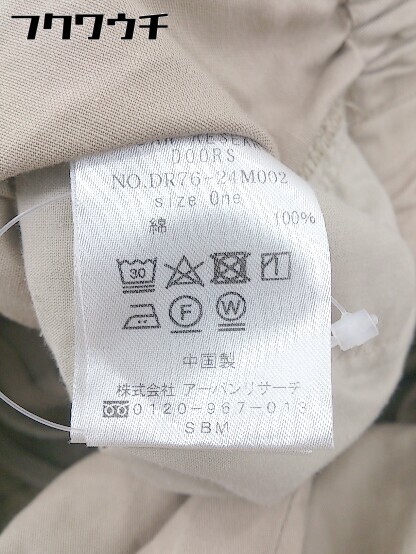 フクワウチ
DOORS
NO.DR76-24M092
size One
綿 100%
30
F W
中国製
株式会社 アーバンリサーチ
0120-967-013
SBM